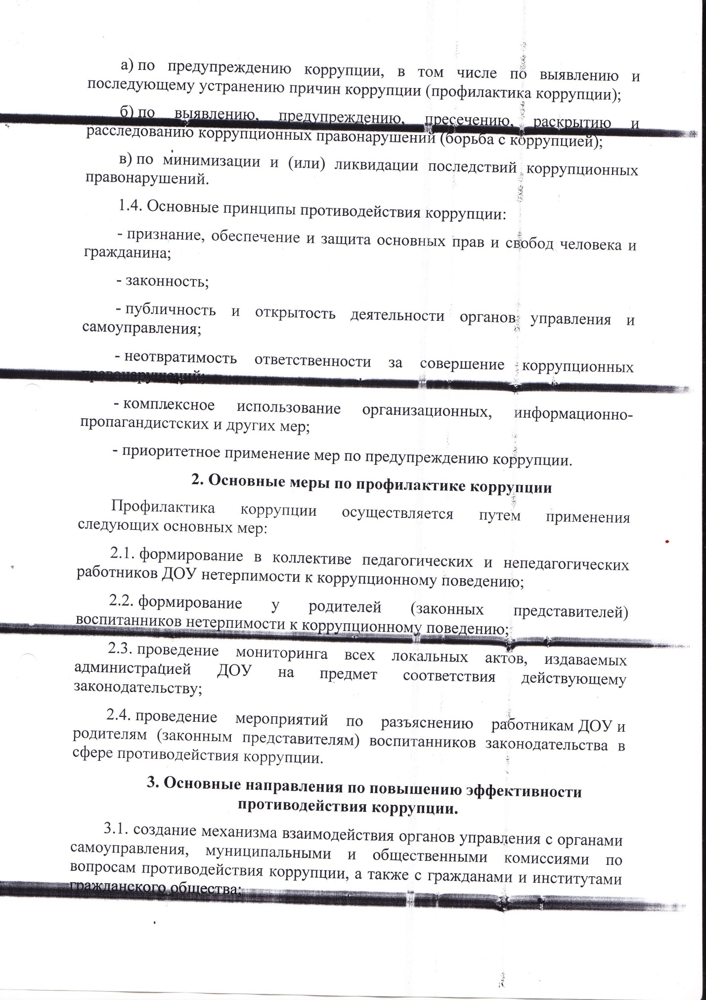 а) по предупреждению коррупции, в том числе по выявлению и
последующему устранению причин коррупции (профилактика коррупции);
б) по выявлению, предупреждению, пресечению, раскрытию и
расследованию коррупционных правонарушений (борьба с коррупцией);
в) по минимизации и (или) ликвидации последствий коррупционных
правонарушений.
1.4. Основные принципы противодействия коррупции:
- признание, обеспечение и защита основных прав и свобод человека и
гражданина;
- законность;
- публичность и открытость деятельности органов управления и
самоуправления;
- неотвратимость ответственности за совершение коррупционных
правонарушений;
- комплексное использование организационных, информационно-
пропагандистских и других мер;
- приоритетное применение мер по предупреждению коррупции.
2. Основные меры по профилактике коррупции
Профилактика коррупции осуществляется путем применения
следующих основных мер:
2.1. формирование в коллективе педагогических и непедагогических
работников ДОУ нетерпимости к коррупционному поведению;
2.2. формирование у родителей (законных представителей)
воспитанников нетерпимости к коррупционному поведению;
2.3. проведение мониторинга всех локальных актов, издаваемых
администрацией ДОУ на предмет соответствия действующему
законодательству;
2.4. проведение мероприятий по разъяснению работникам ДОУ и
родителям (законным представителям) воспитанников законодательства в
сфере противодействия коррупции.
3. Основные направления по повышению эффективности
противодействия коррупции.
3.1. создание механизма взаимодействия органов управления с органами
самоуправления, муниципальными и общественными комиссиями по
вопросам противодействия коррупции, а также с гражданами и институтами
гражданского общества;